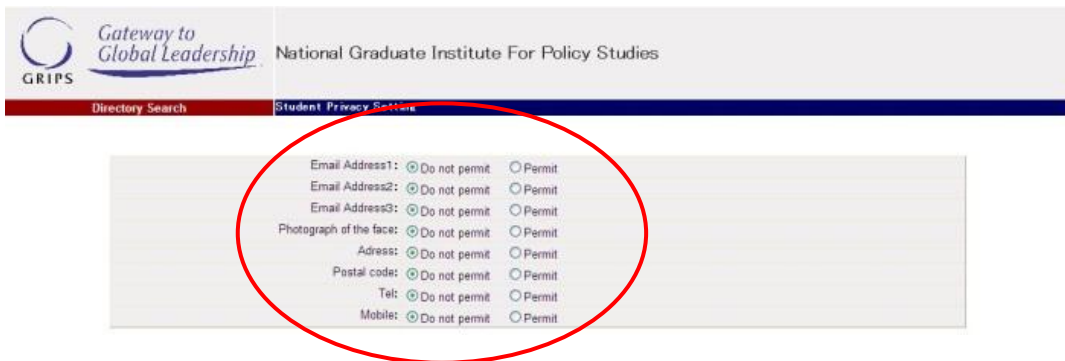 Gateway to
Global Leadership
GRIPS
National Graduate Institute For Policy Studies
Directory Search
Student Privacy Setting
Email Address1: Do not permit Permit
Email Address2: Do not permit Permit
Email Address3: Do not permit Permit
Photograph of the face: Do not permit Permit
Adress: Do not permit Permit
Postal code: Do not permit Permit
Tel: Do not permit Permit
Mobile: Do not permit Permit